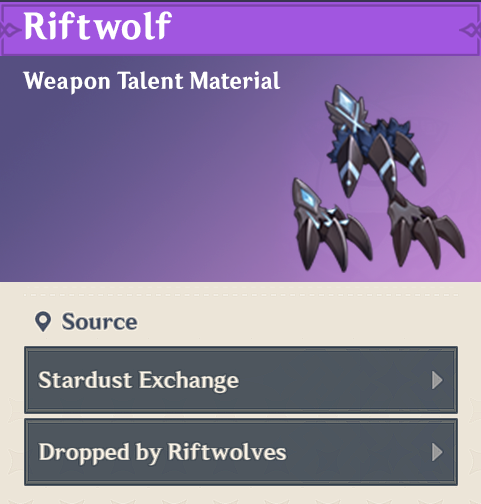 Riftwolf
Weapon Talent Material
Source
Stardust Exchange
Dropped by Riftwolves